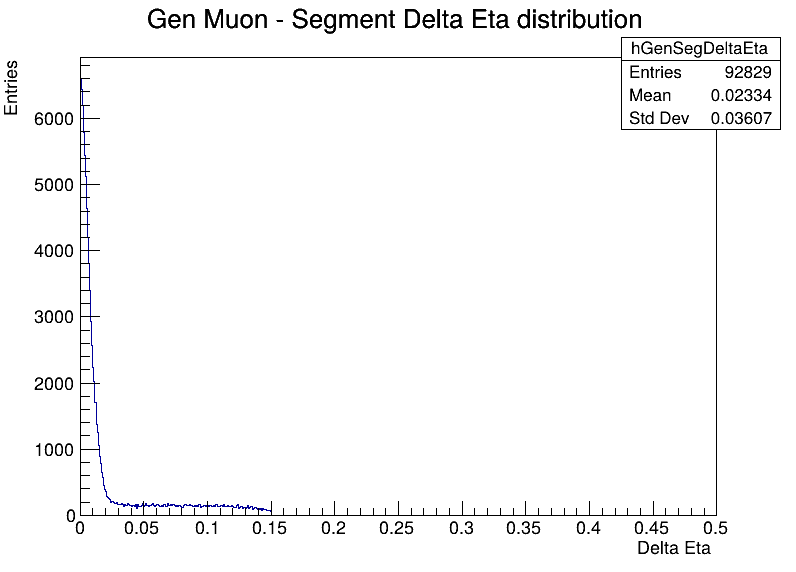 Gen Muon - Segment Delta Eta distribution
hGenSegDeltaEta
Entries 92829
Mean 0.02334
Std Dev 0.03607
Entries
6000
5000
4000
3000
2000
1000
0
0 0.05 0.1 0.15 0.2 0.25 0.3 0.35 0.4 0.45 0.5
Delta Eta